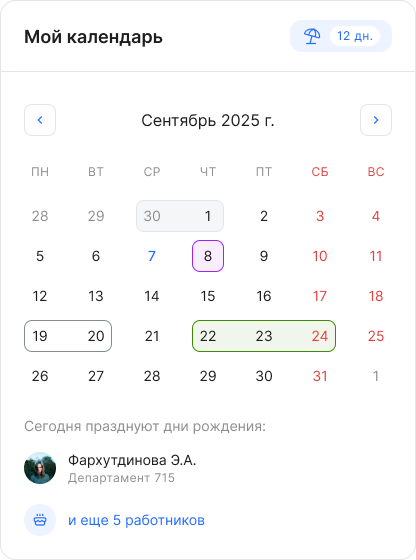 Мой календарь
12 дн.
Сентябрь 2025 г.
ПН ВТ СР ЧТ ПТ СБ ВС
28 29 30 1 2 3 4
5 6 7 8 9 10 11
12 13 14 15 16 17 18
19 20 21 22 23 24 25
26 27 28 29 30 31 1
Сегодня празднуют дни рождения:
Фархутдинова Э.А.
Департамент 715
и еще 5 работников